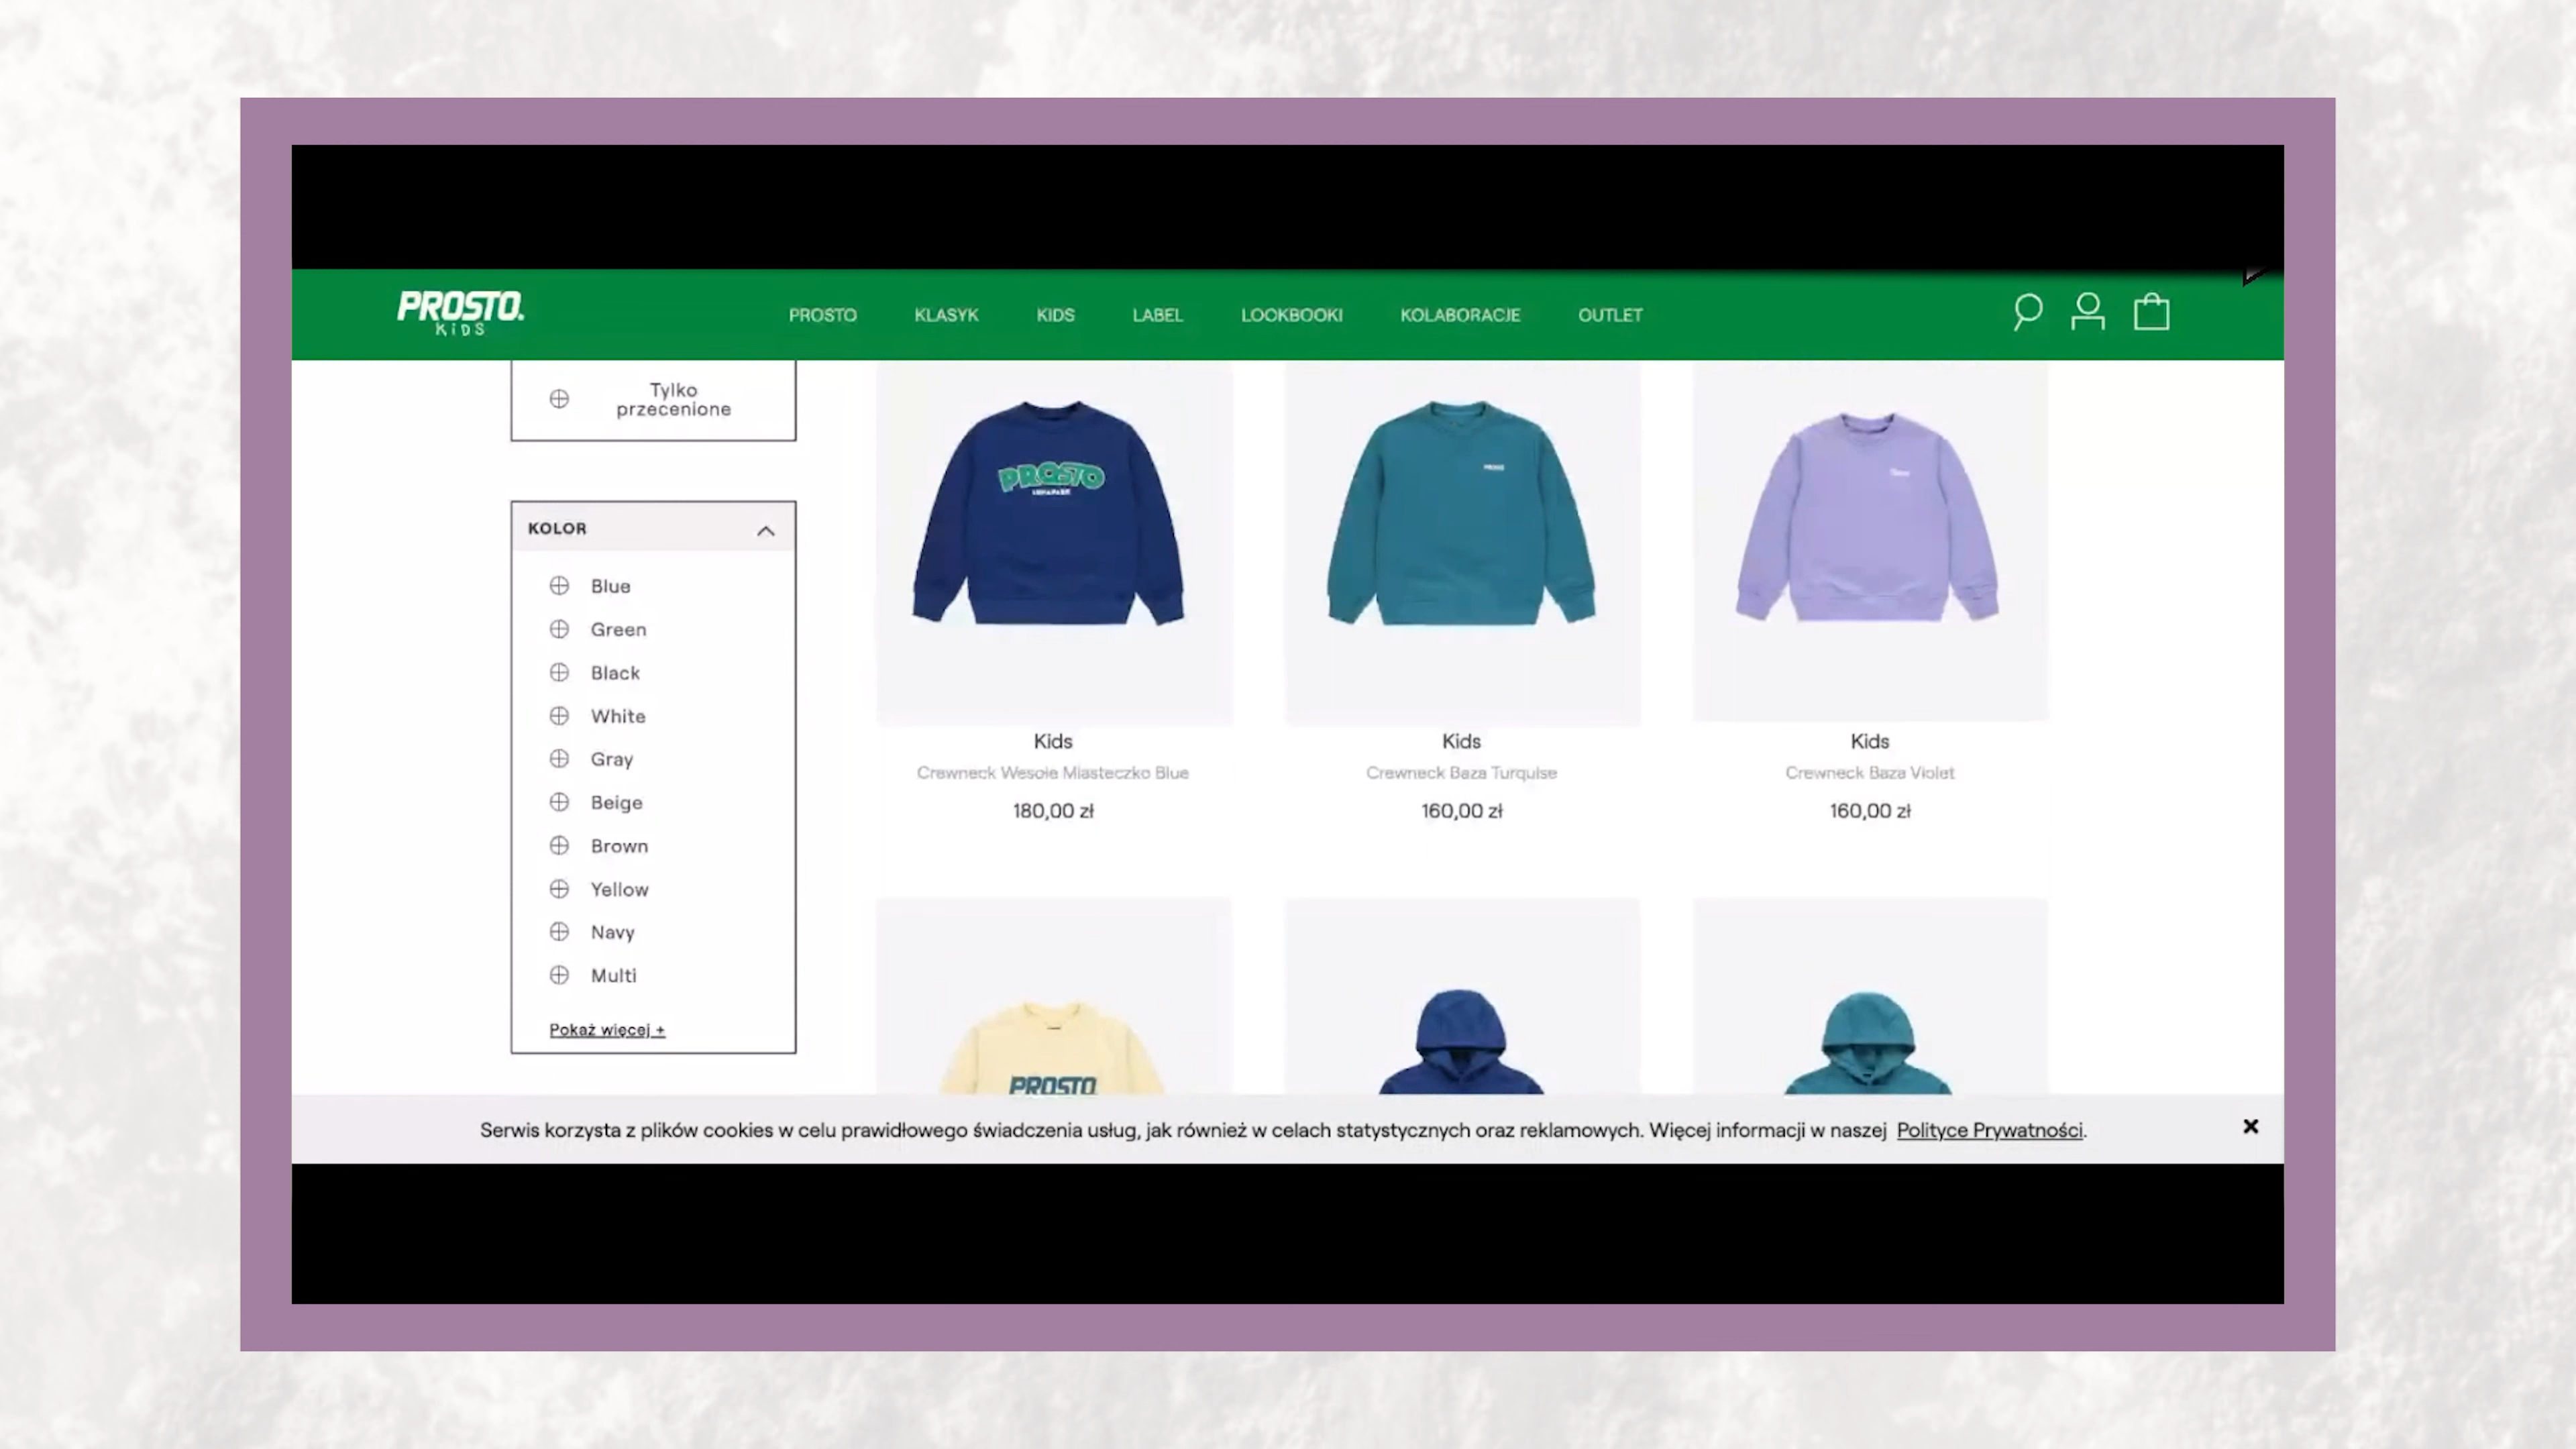 PROSTO.
KIDS
PROSTO KLASYK KIDS LABEL LOOKBOOKI KOLABORACJE OUTLET
Tylko
przecenione
KOLOR
Blue
Green
Black
White
Gray
Beige
Brown
Yellow
Navy
Multi
Pokaż więcej +
PROSTO
Kids
Crewneck Wesołe Miasteczko Blue
180,00 zł
PROSTO
Kids
Crewneck Baza Turquise
160,00 zł
Kids
Crewneck Baza Violet
160,00 zł
PROSTO
Serwis korzysta z plików cookies w celu prawidłowego świadczenia usług, jak również w celach statystycznych oraz reklamowych. Więcej informacji w naszej Polityce Prywatności.